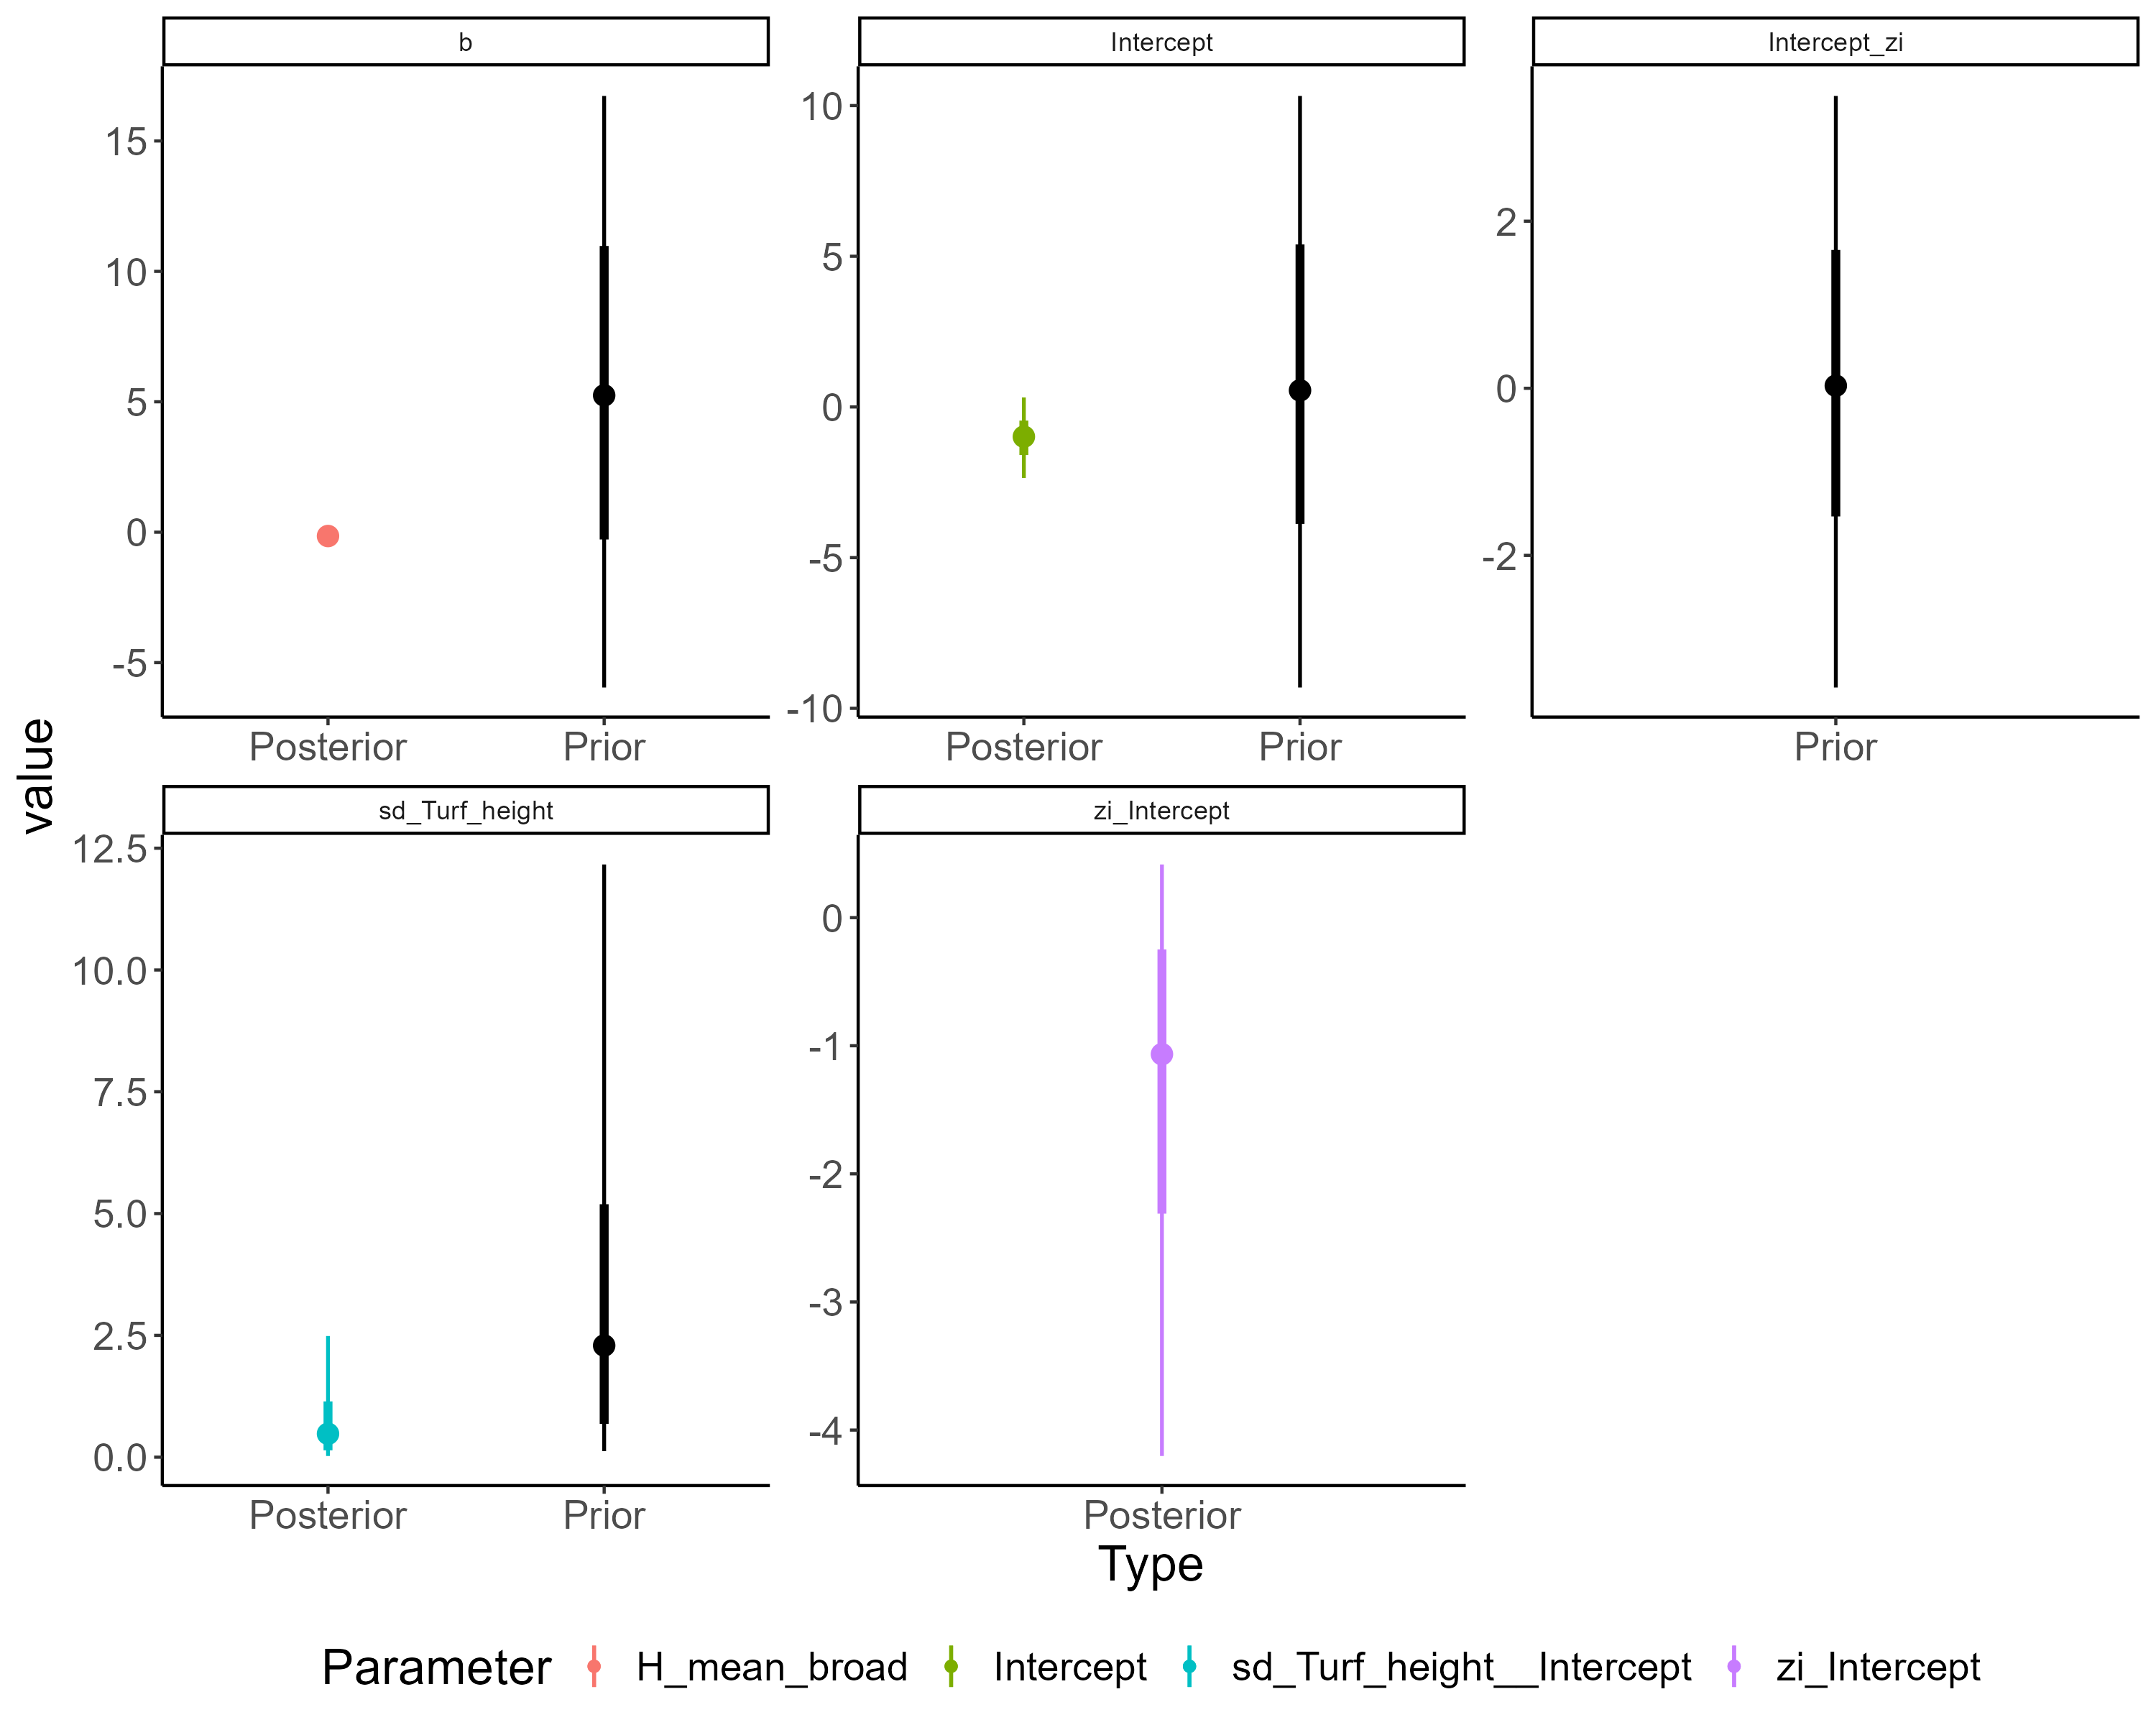 b
Intercept
Intercept_zi
15
10
5
0
-5
10
5
0
-5
-10
2
0
-2
Posterior
Prior
Posterior
Prior
Prior
value
sd_Turf_height
zi_Intercept
12.5
10.0
7.5
5.0
2.5
0.0
0
-1
-2
-3
-4
Posterior
Prior
Posterior
Type
Parameter H_mean_broad Intercept sd_Turf_height__Intercept zi_Intercept